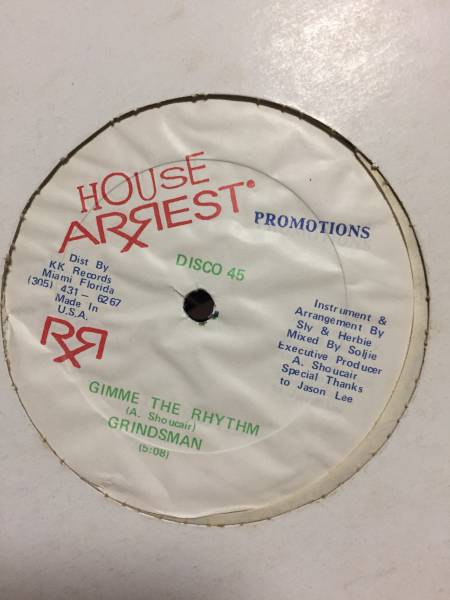 HOUSE
ARREST
PROMOTIONS
DISCO 45
Dist By
KK Records
Miami Florida
(305) 431- 6267
Made In
U.S.A.
Instrument &
Arrangement By
Sly & Herbie
Mixed By Soljie
Executive Producer
A. Shoucair
Special Thanks
to Jason Lee
GIMME THE RHYTHM
(A. Shoucair)
GRINDSMAN
(5:08)